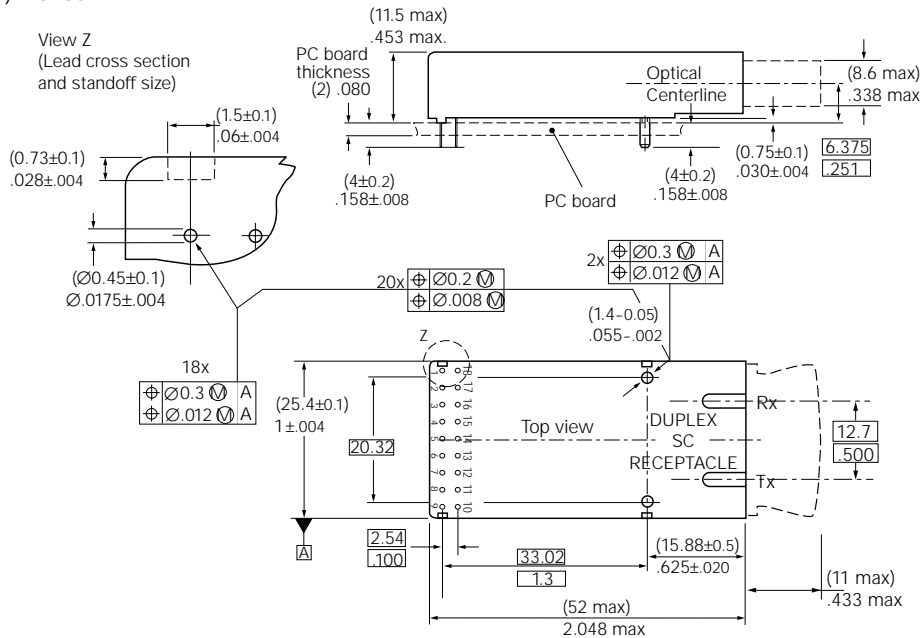 (11.5 max)
.453 max.
View Z
(Lead cross section
and standoff size)
PC board
thickness
(2) .080
Optical
Centerline
(8.6 max)
.338 max
(1.5±0.1)
.06±.004
(0.73±0.1)
.028±.004
(4±0.2)
.158±.008
PC board
(4±0.2)
.158±.008
(0.75±0.1)
.030±.004
6.375
.251
(Ø0.45±0.1)
Ø.0175±.004
20x
⌖ Ø0.2 Ⓜ
⌖ Ø.008 Ⓜ
2x
⌖ Ø0.3 Ⓜ A
⌖ Ø.012 Ⓜ A
(1.4-0.05)
.055-.002
18x
⌖ Ø0.3 Ⓜ A
⌖ Ø.012 Ⓜ A
Z
(25.4±0.1)
1±.004
20.32
1 18
2 17
3 16
4 15
5 14
6 13
7 12
8 11
9 10
Top view
DUPLEX
SC
RECEPTACLE
Rx
Tx
12.7
.500
A
2.54
.100
33.02
1.3
(15.88±0.5)
.625±.020
(11 max)
.433 max
(52 max)
2.048 max